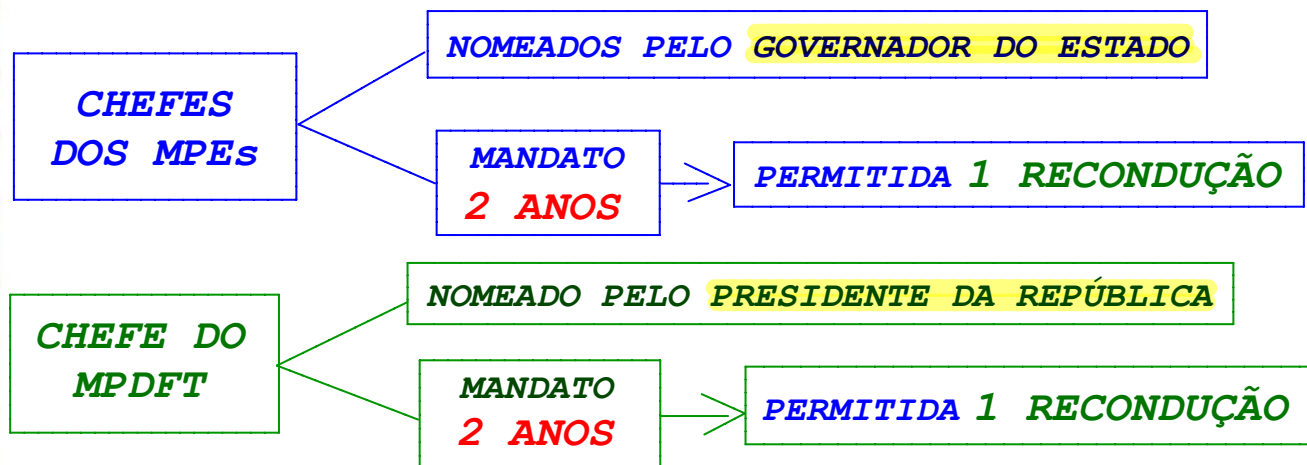 NOMEADOS PELO GOVERNADOR DO ESTADO
CHEFES
DOS MPEs
MANDATO
2 ANOS
PERMITIDA 1 RECONDUÇÃO
NOMEADO PELO PRESIDENTE DA REPÚBLICA
CHEFE DO
MPDFT
MANDATO
2 ANOS
PERMITIDA 1 RECONDUÇÃO